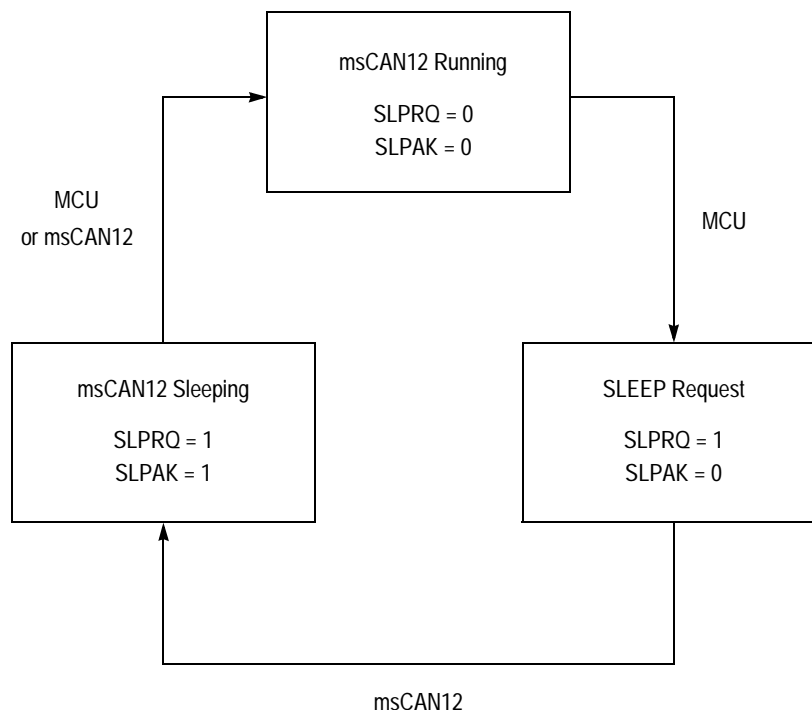 msCAN12 Running
SLPRQ = 0
SLPAK = 0
MCU
or msCAN12
MCU
msCAN12 Sleeping
SLPRQ = 1
SLPAK = 1
SLEEP Request
SLPRQ = 1
SLPAK = 0
msCAN12